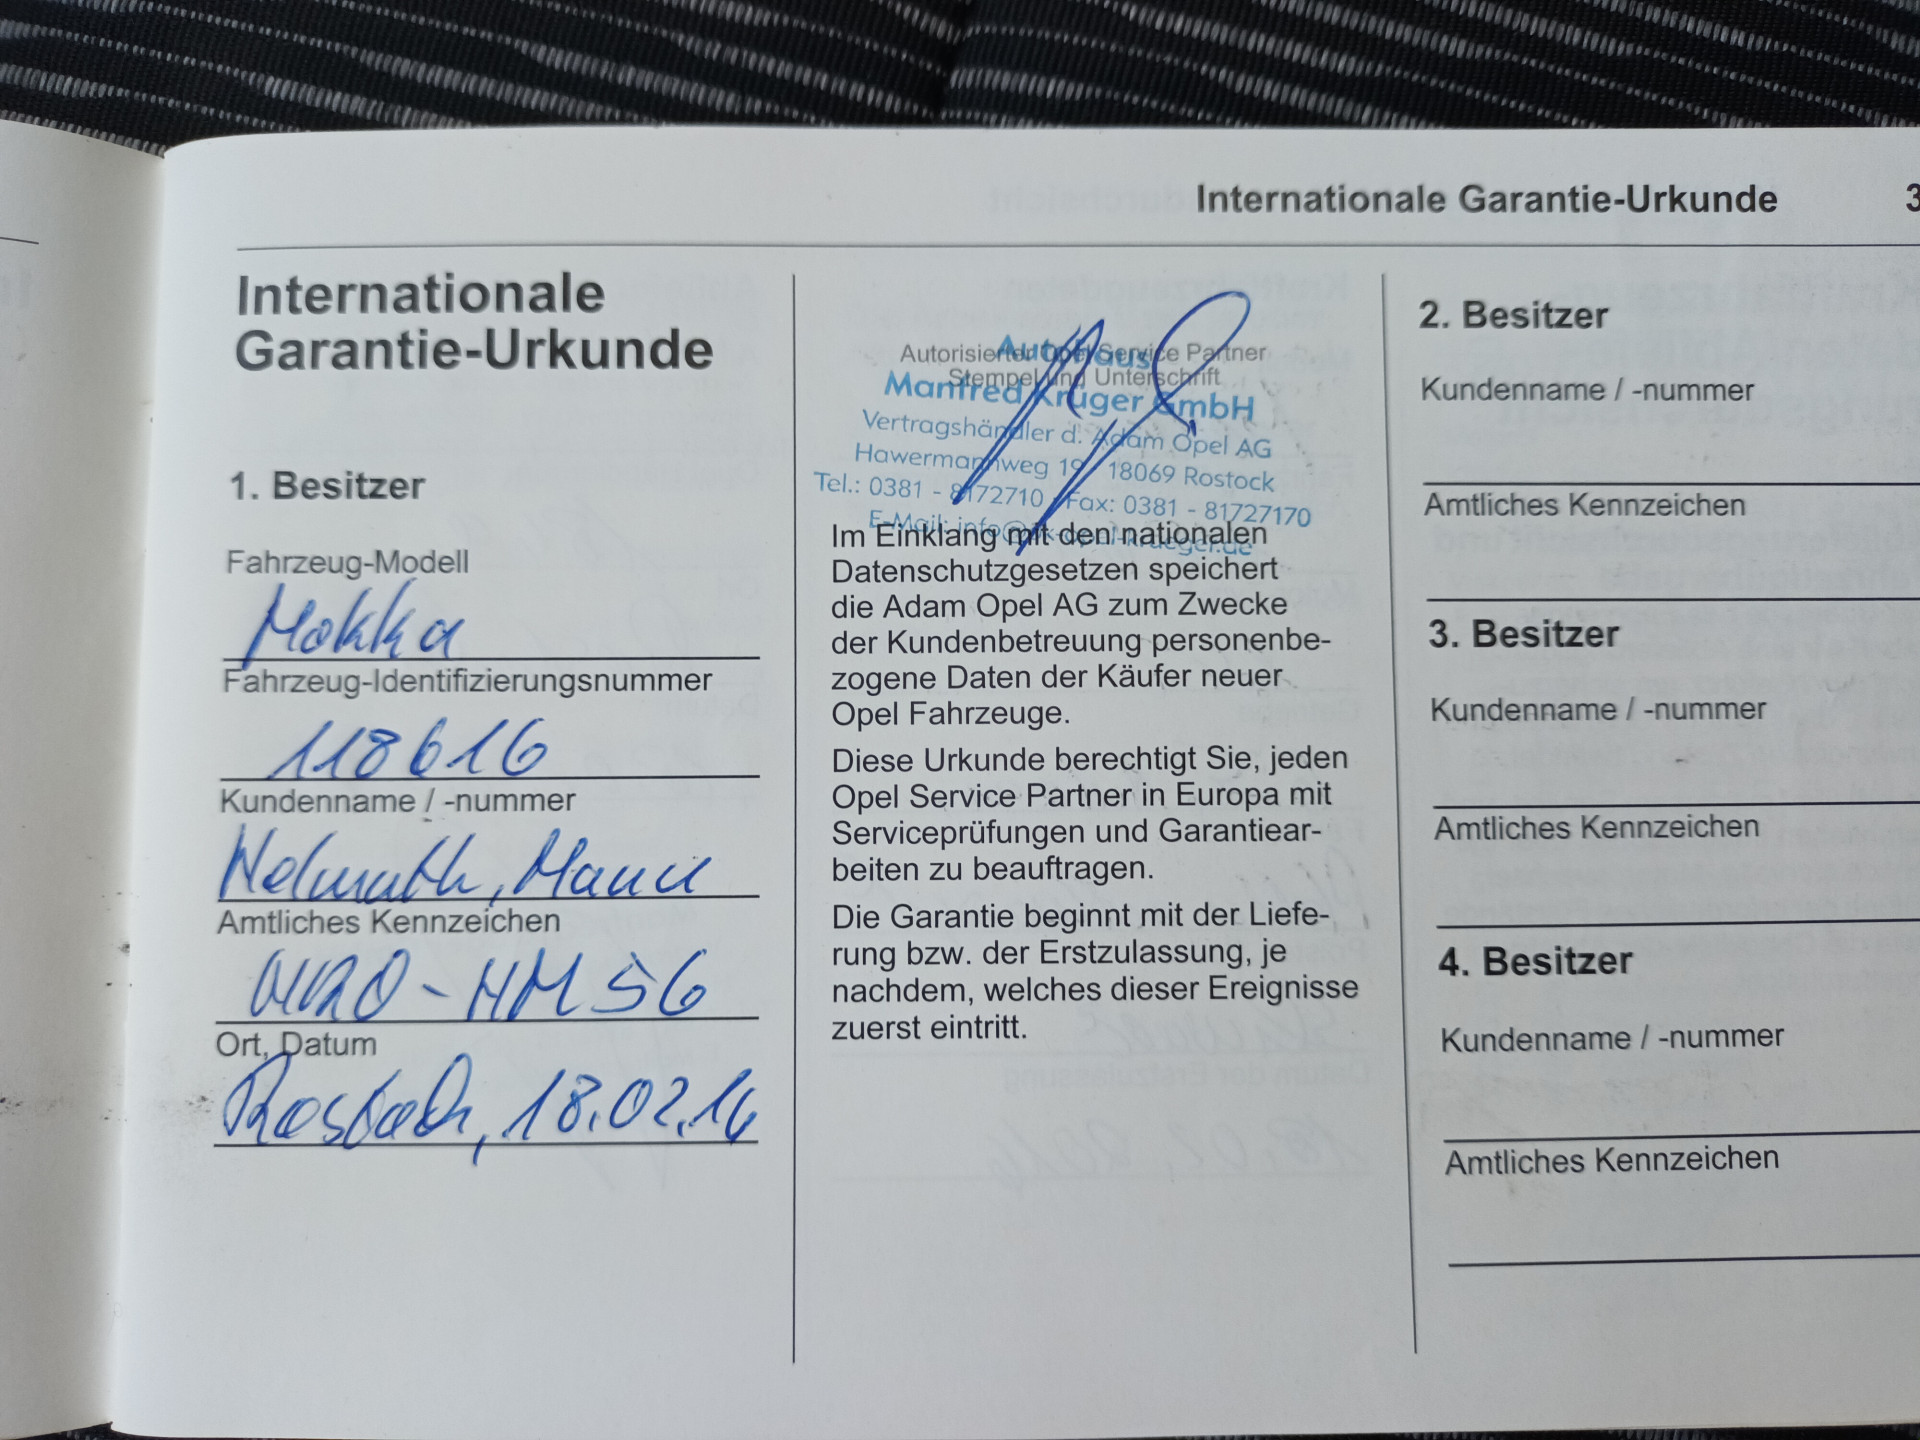 Internationale Garantie-Urkunde 3
Internationale
Garantie-Urkunde
1. Besitzer
Fahrzeug-Modell
Mokka
Fahrzeug-Identifizierungsnummer
118616
Kundenname / -nummer
Amtliches Kennzeichen
HM 56
Ort, Datum
18.02.16
Autorisierter Opel Service Partner
Stempel und Unterschrift
Autohaus
Manfred Krüger GmbH
Vertragshändler d. Adam Opel AG
Hawermannweg 19 18069 Rostock
Tel.: 0381 - 8172710 Fax: 0381 - 81727170
E-Mail:
Im Einklang mit den nationalen
Datenschutzgesetzen speichert
die Adam Opel AG zum Zwecke
der Kundenbetreuung personenbe-
zogene Daten der Käufer neuer
Opel Fahrzeuge.
Diese Urkunde berechtigt Sie, jeden
Opel Service Partner in Europa mit
Serviceprüfungen und Garantiear-
beiten zu beauftragen.
Die Garantie beginnt mit der Liefe-
rung bzw. der Erstzulassung, je
nachdem, welches dieser Ereignisse
zuerst eintritt.
2. Besitzer
Kundenname / -nummer
Amtliches Kennzeichen
3. Besitzer
Kundenname / -nummer
Amtliches Kennzeichen
4. Besitzer
Kundenname / -nummer
Amtliches Kennzeichen